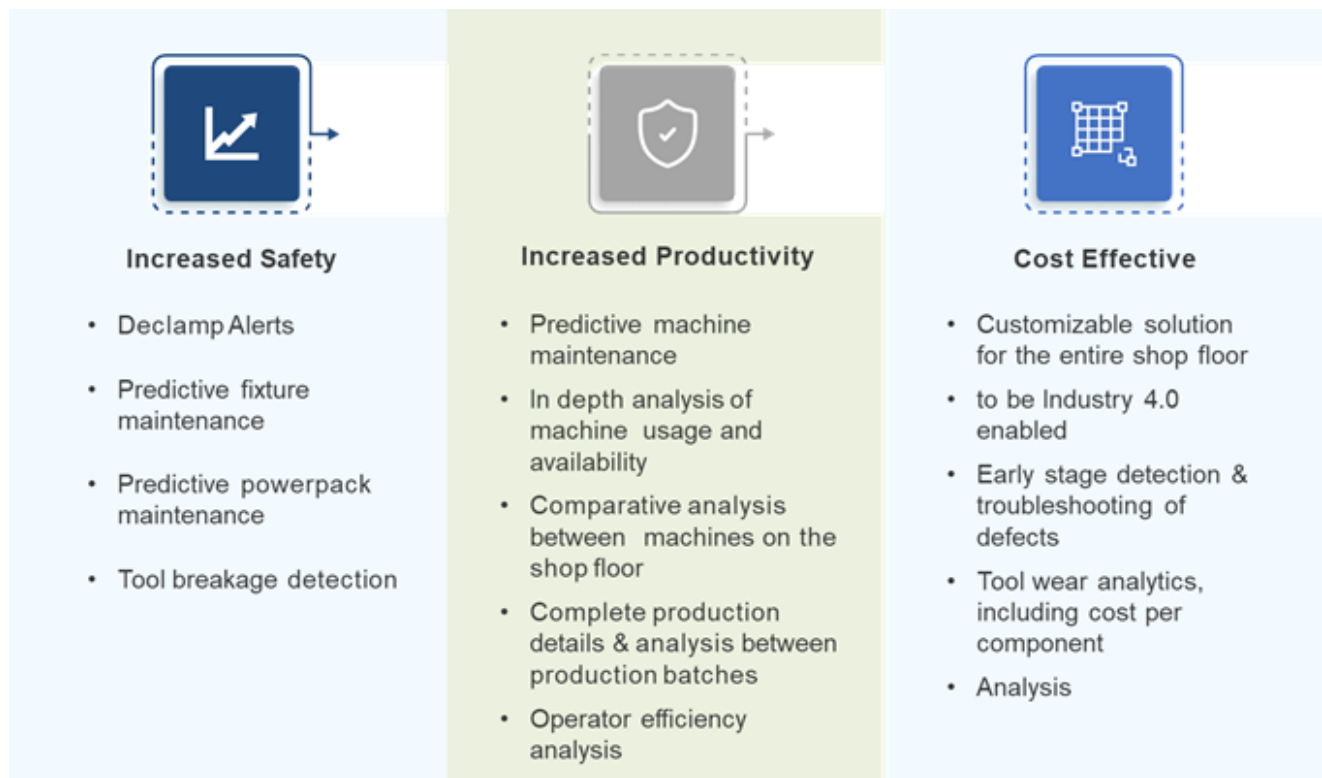 Increased Safety
• Declamp Alerts
• Predictive fixture
maintenance
• Predictive powerpack
maintenance
• Tool breakage detection
Increased Productivity
• Predictive machine
maintenance
• In depth analysis of
machine usage and
availability
• Comparative analysis
between machines on the
shop floor
• Complete production
details & analysis between
production batches
• Operator efficiency
analysis
Cost Effective
• Customizable solution
for the entire shop floor
• to be Industry 4.0
enabled
• Early stage detection &
troubleshooting of
defects
• Tool wear analytics,
including cost per
component
• Analysis